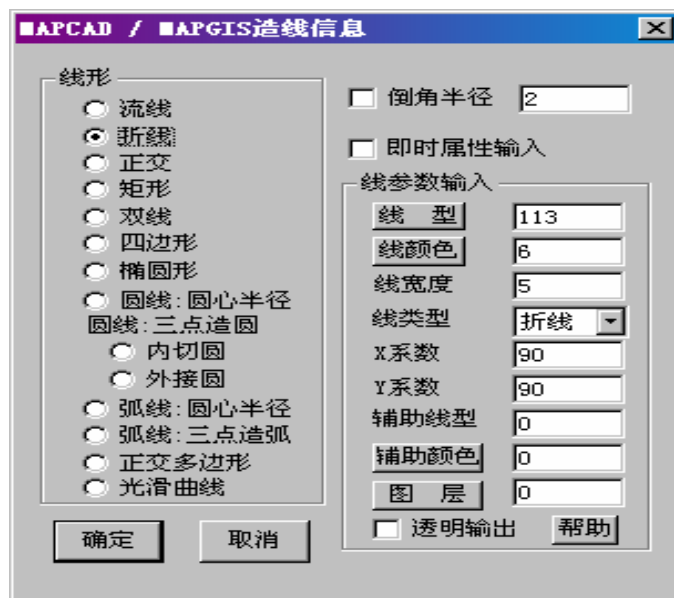 ■APCAD / ■APGIS造线信息
线形
流线
折线
正交
矩形
双线
四边形
椭圆形
圆线:圆心半径
圆线:三点造圆
内切圆
外接圆
弧线:圆心半径
弧线:三点造弧
正交多边形
光滑曲线
确定
取消
倒角半径 2
即时属性输入
线参数输入
线 型 113
线颜色 6
线宽度 5
线类型 折线
X系数 90
Y系数 90
辅助线型 0
辅助颜色 0
图 层 0
透明输出 帮助